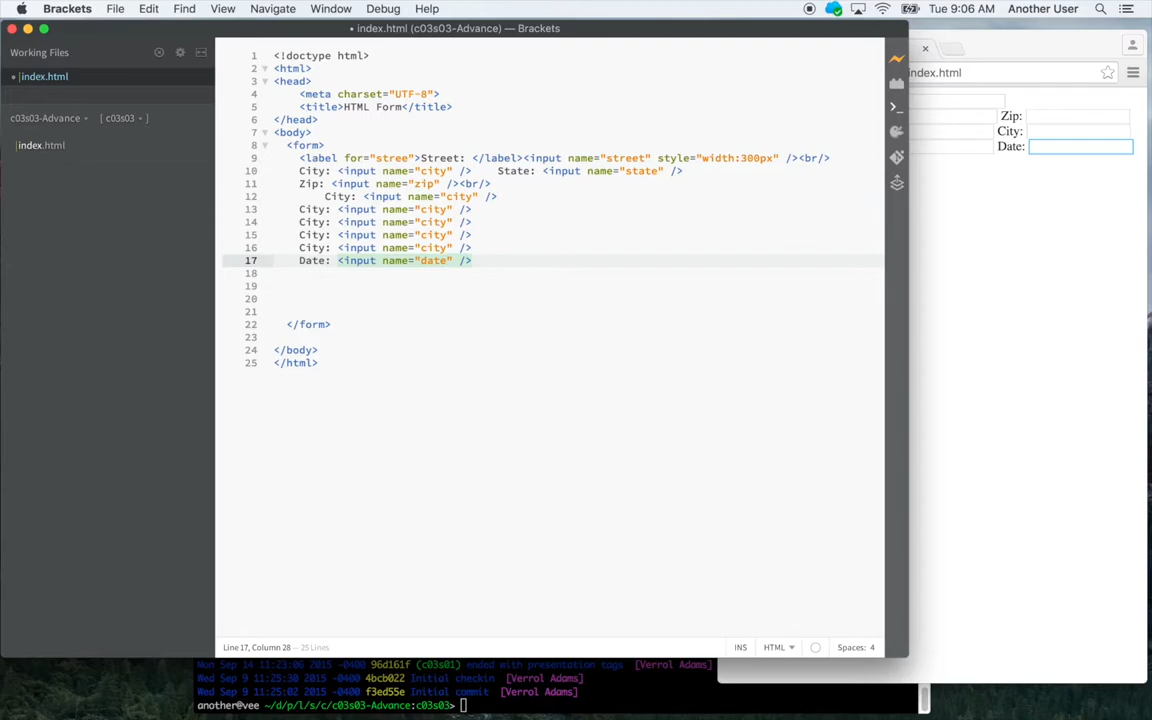 Brackets File Edit View Navigate Window Debug Help Tue 9:06 AM Another User
• index.html (c03s03-Advance) — Brackets
Working Files
• index.html
c03s03-Advance [ c03s03 ]
index.html
1 <!doctype html>
2 <html>
3 <head>
4 <meta charset="UTF-8">
5 <title>HTML Form</title>
6 </head>
7 <body>
8 <form>
9 <label for="stree">Street: </label><input name="street" style="width:300px" /><br/>
10 City: <input name="city" /> State: <input name="state" />
11 Zip: <input name="zip" /><br/>
12 City: <input name="city" />
13 City: <input name="city" />
14 City: <input name="city" />
15 City: <input name="city" />
16 City: <input name="city" />
17 Date: <input name="date" />
18
19
20
21
22 </form>
23
24 </body>
25 </html>
Line 17, Column 28 — 25 Lines
INS HTML Spaces: 4
index.html
Zip:
City:
Date:
Mon Sep 14 11:23:06 2015 -0400 96d161f (c03s01) ended with presentation tags [Verrol Adams]
Wed Sep 9 11:25:30 2015 -0400 4bcb022 Initial checkin [Verrol Adams]
Wed Sep 9 11:25:02 2015 -0400 f3ed55e Initial commit [Verrol Adams]
another@vee ~/d/p/l/s/c/c03s03-Advance:c03s03>